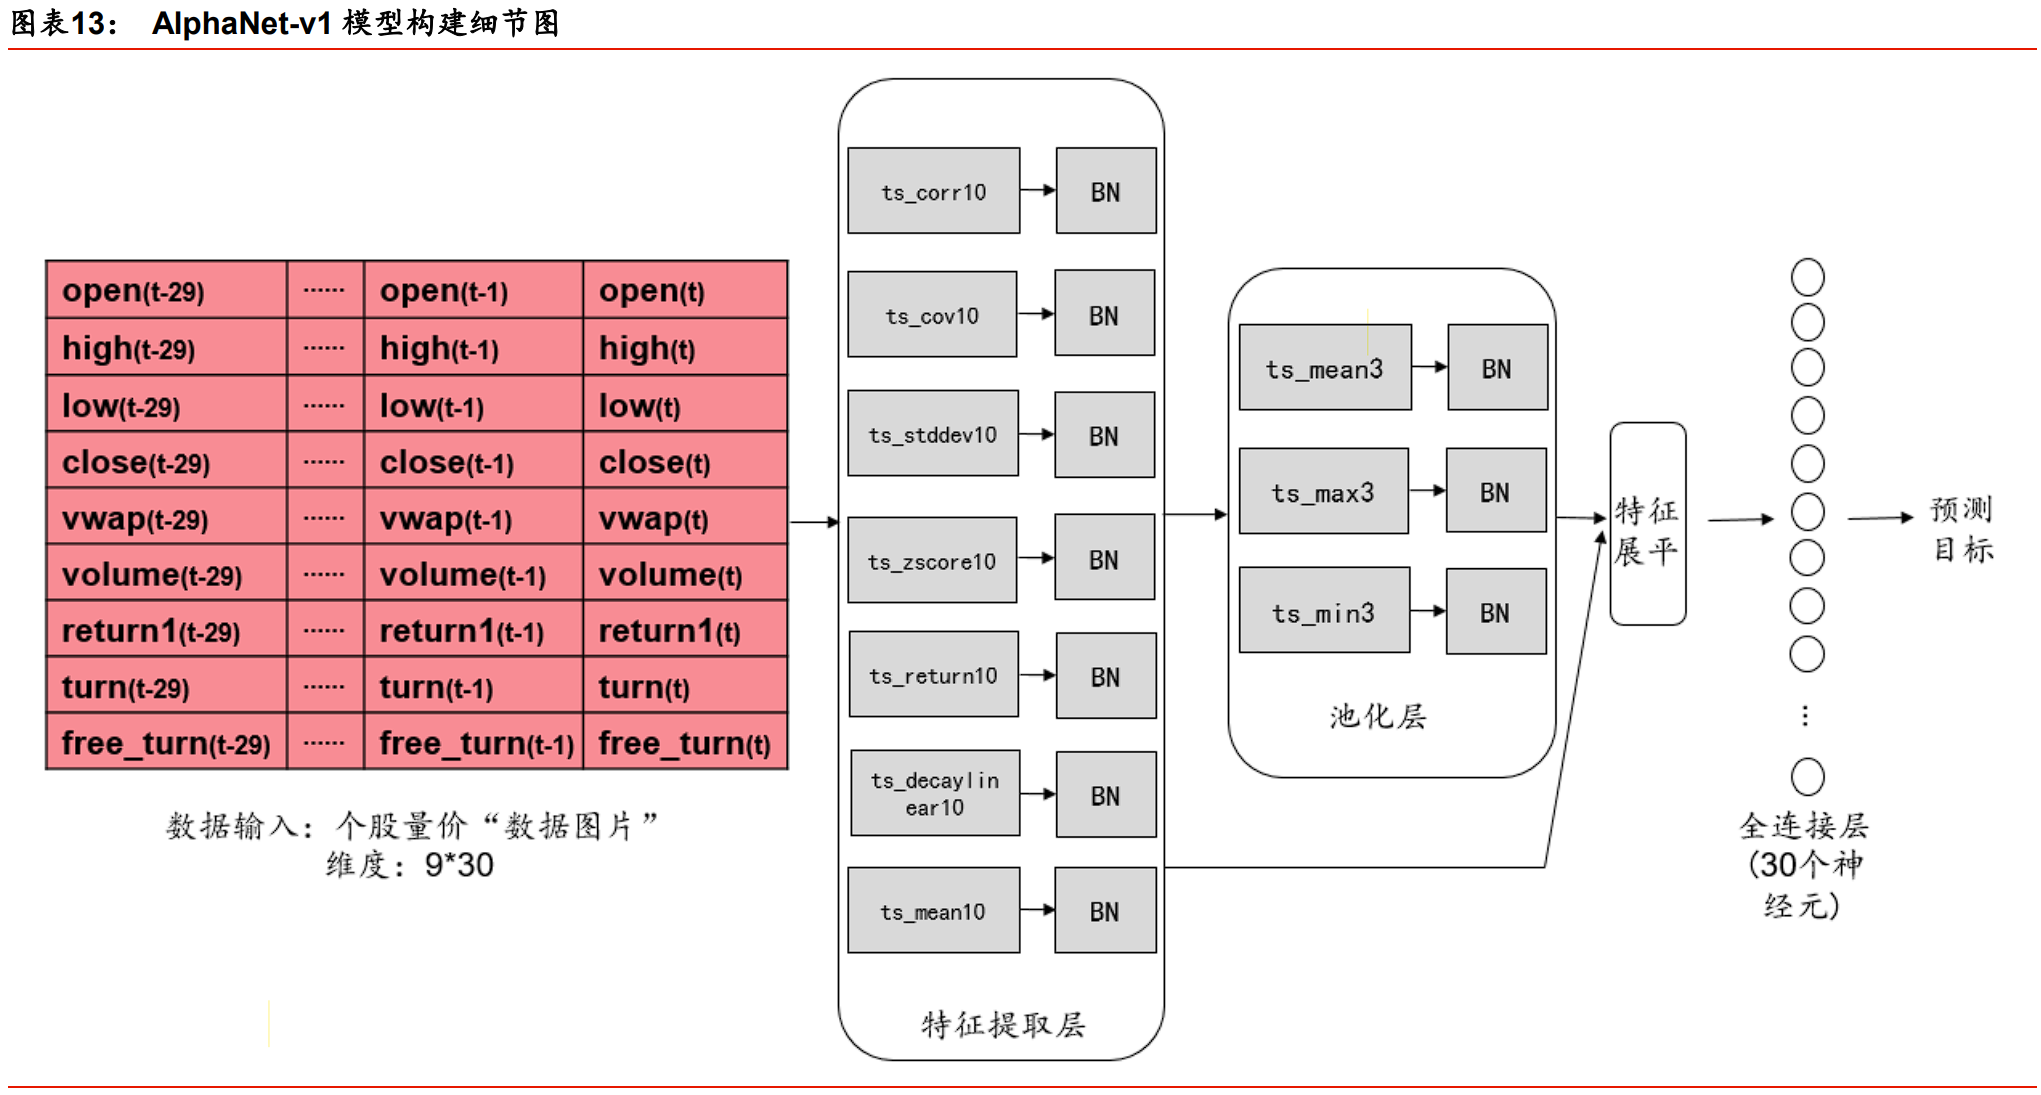 图表13： AlphaNet-v1 模型构建细节图
open(t-29) ······ open(t-1) open(t)
high(t-29) ······ high(t-1) high(t)
low(t-29) ······ low(t-1) low(t)
close(t-29) ······ close(t-1) close(t)
vwap(t-29) ······ vwap(t-1) vwap(t)
volume(t-29) ······ volume(t-1) volume(t)
return1(t-29) ······ return1(t-1) return1(t)
turn(t-29) ······ turn(t-1) turn(t)
free_turn(t-29) ······ free_turn(t-1) free_turn(t)
数据输入：个股量价“数据图片”
维度：9*30
ts_corr10 BN
ts_cov10 BN
ts_stddev10 BN
ts_zscore10 BN
ts_return10 BN
ts_decaylin
ear10 BN
ts_mean10 BN
特征提取层
ts_mean3 BN
ts_max3 BN
ts_min3 BN
池化层
特征
展平
⋮
全连接层
(30个神
经元)
预测
目标